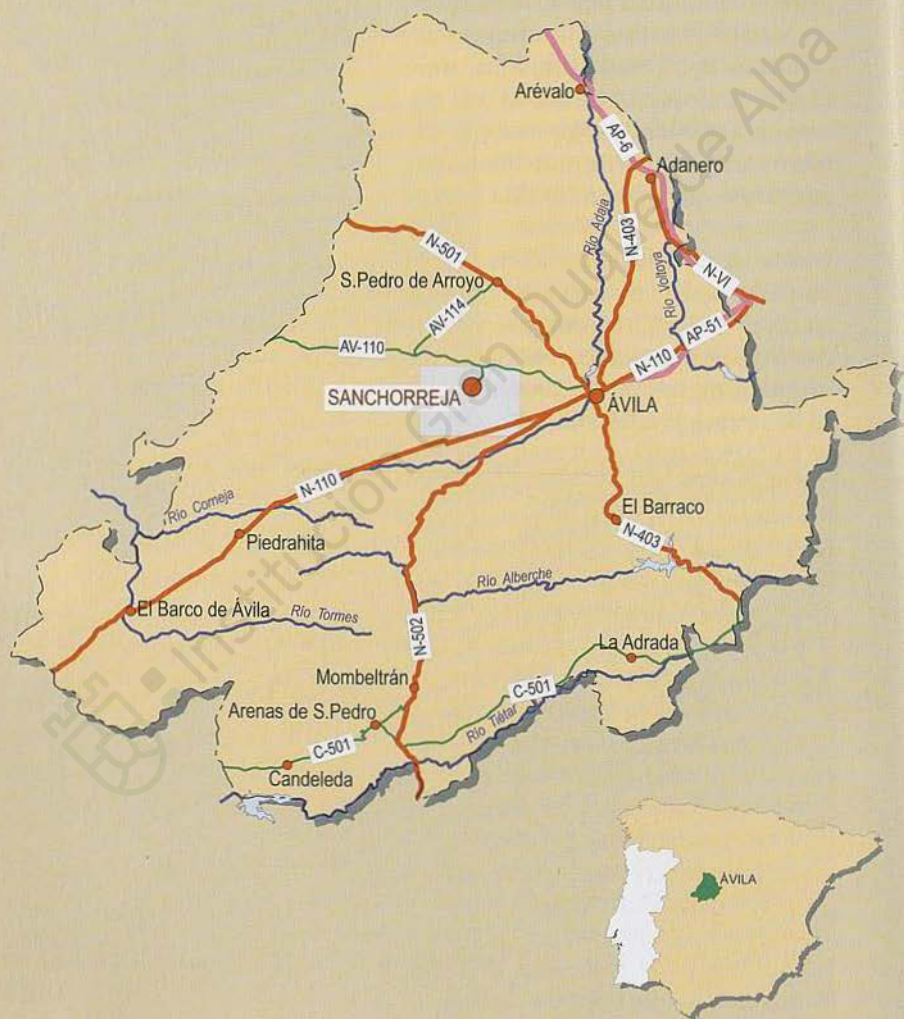 Arévalo
AP-6
Adanero
Río Adaja
N-403
Río Voltoya
N-VI
N-501
S.Pedro de Arroyo
AV-114
AP-51
N-110
AV-110
SANCHORREJA
ÁVILA
N-110
Río Corneja
Piedrahita
El Barraco
N-403
Río Alberche
El Barco de Ávila
Río Tormes
N-502
La Adrada
Mombeltrán
C-501
Arenas de S.Pedro
Río Tiétar
C-501
Candeleda
ÁVILA
Institución Gran Duque de Alba